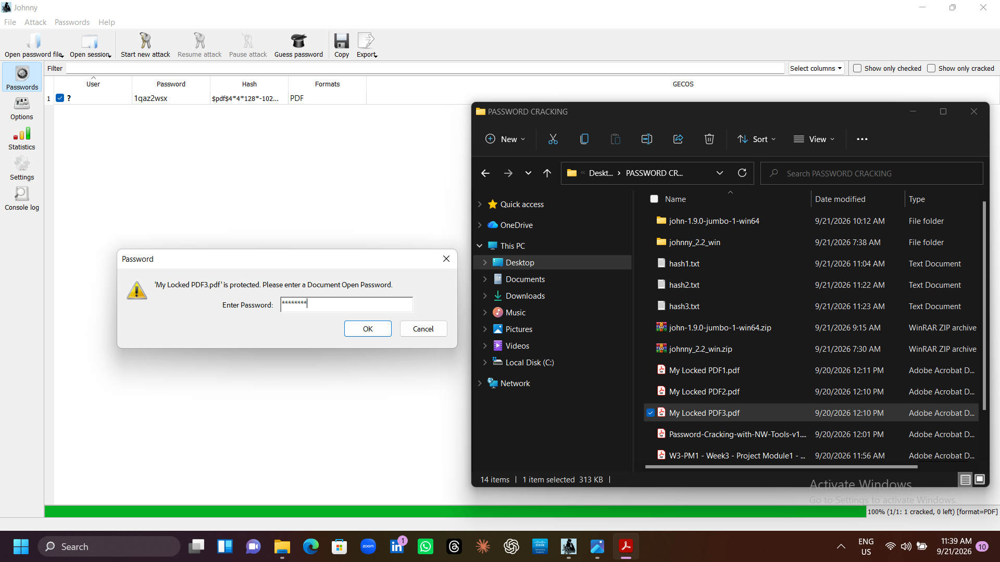 Johnny
File Attack Passwords Help
Open password file Open session Start new attack Resume attack Pause attack Guess password Copy Export
Passwords
Options
Statistics
Settings
Console log
Filter Select columns Show only checked Show only cracked
User Password Hash Formats GECOS
1 ? 1qaz2wsx $pdf$4*4*128*-102... PDF
Password
'My Locked PDF3.pdf' is protected. Please enter a Document Open Password.
Enter Password: ********
OK Cancel
PASSWORD CRACKING
New Sort View
« Deskt... › PASSWORD CR... Search PASSWORD CRACKING
Quick access
OneDrive
This PC
Desktop
Documents
Downloads
Music
Pictures
Videos
Local Disk (C:)
Network
Name Date modified Type
john-1.9.0-jumbo-1-win64 9/21/2026 10:12 AM File folder
johnny_2.2_win 9/21/2026 7:38 AM File folder
hash1.txt 9/21/2026 11:04 AM Text Document
hash2.txt 9/21/2026 11:22 AM Text Document
hash3.txt 9/21/2026 11:23 AM Text Document
john-1.9.0-jumbo-1-win64.zip 9/21/2026 9:15 AM WinRAR ZIP archive
johnny_2.2_win.zip 9/21/2026 7:30 AM WinRAR ZIP archive
My Locked PDF1.pdf 9/20/2026 12:11 PM Adobe Acrobat D...
My Locked PDF2.pdf 9/20/2026 12:10 PM Adobe Acrobat D...
My Locked PDF3.pdf 9/20/2026 12:10 PM Adobe Acrobat D...
Password-Cracking-with-NW-Tools-v1.... 9/20/2026 12:01 PM Adobe Acrobat D...
W3-PM1 - Week3 - Project Module1 - ... 9/20/2026 11:56 AM Adobe Acrobat D...
14 items 1 item selected 313 KB
Activate Windows
Go to Settings to activate Windows.
100% (1/1: 1 cracked, 0 left) [format=PDF]
Search
zoom
1
CISCO
ENG
US
11:39 AM
9/21/2026
10